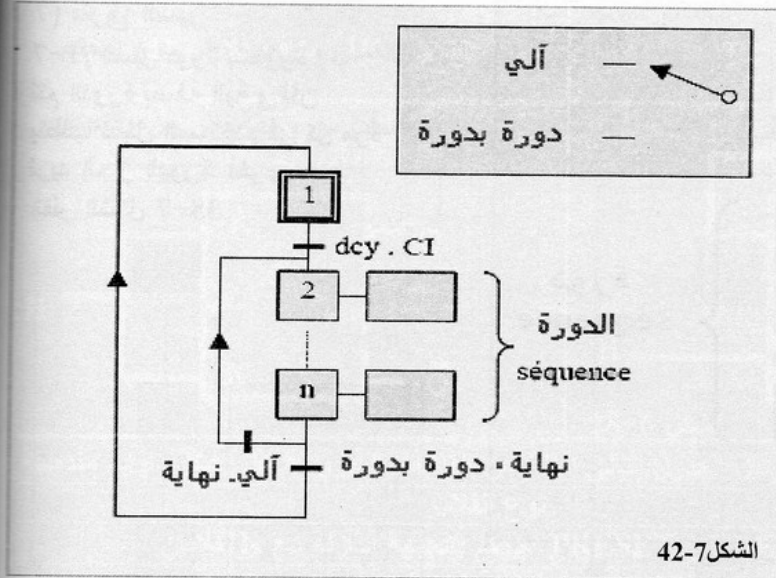 آلي
دورة بدورة
1
dcy . CI
2
الدورة
séquence
n
نهاية . دورة بدورة
آلي. نهاية
الشكل7-42